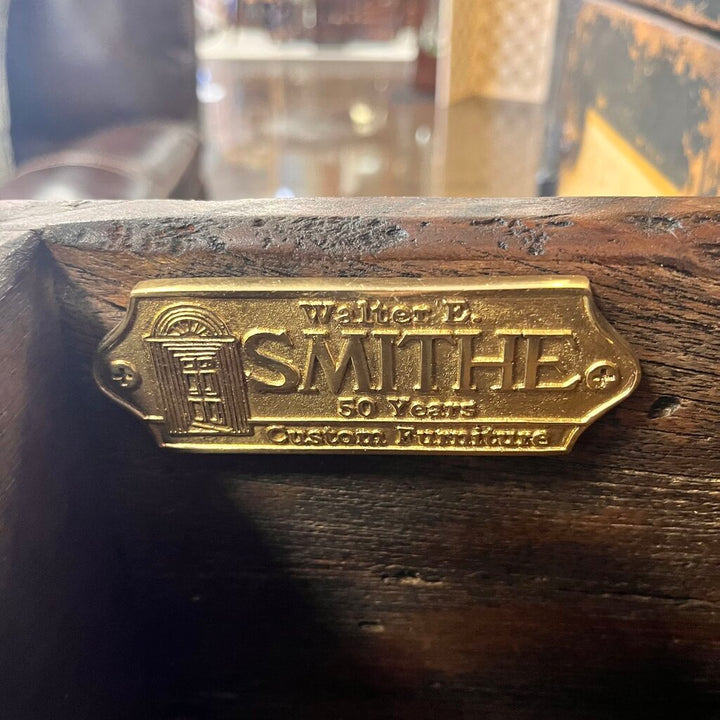 Walter E.
SMITHE
50 Years
Custom Furniture